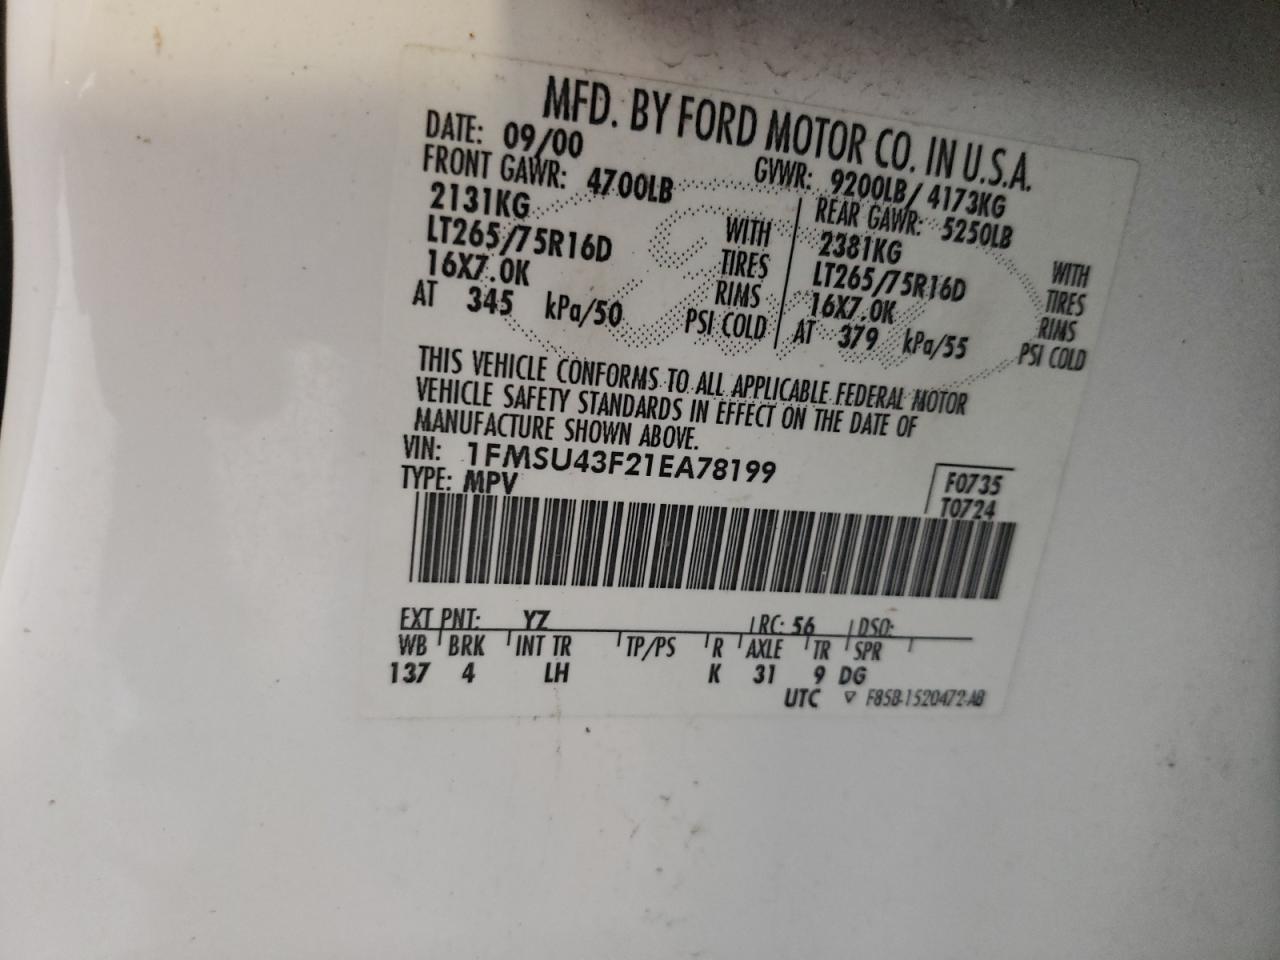 MFD. BY FORD MOTOR CO. IN U.S.A.
DATE: 09/00 GVWR: 9200LB/ 4173KG
FRONT GAWR: 4700LB REAR GAWR: 5250LB
2131KG WITH 2381KG WITH
LT265/75R16D TIRES LT265/75R16D TIRES
16X7.0K RIMS 16X7.0K RIMS
AT 345 kPa/50 PSI COLD AT 379 kPa/55 PSI COLD
THIS VEHICLE CONFORMS TO ALL APPLICABLE FEDERAL MOTOR
VEHICLE SAFETY STANDARDS IN EFFECT ON THE DATE OF
MANUFACTURE SHOWN ABOVE.
VIN: 1FMSU43F21EA78199
TYPE: MPV F0735
T0724
EXT PNT: YZ RC: 56 DSO:
WB BRK INT TR TP/PS R AXLE TR SPR
137 4 LH K 31 9 DG
UTC ▽ F85B-1520472-AB